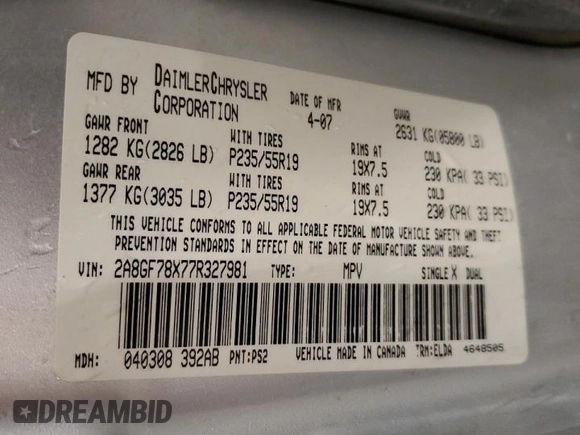 MFD BY DAIMLERCHRYSLER CORPORATION DATE OF MFR 4-07 GVWR 2631 KG(05800 LB)
GAWR FRONT WITH TIRES RIMS AT COLD
1282 KG(2826 LB) P235/55R19 19X7.5 230 KPA( 33 PSI)
GAWR REAR WITH TIRES RIMS AT COLD
1377 KG(3035 LB) P235/55R19 19X7.5 230 KPA( 33 PSI)
THIS VEHICLE CONFORMS TO ALL APPLICABLE FEDERAL MOTOR VEHICLE SAFETY AND THEFT
PREVENTION STANDARDS IN EFFECT ON THE DATE OF MANUFACTURE SHOWN ABOVE.
VIN: 2A8GF78X77R327981 TYPE: MPV SINGLE X DUAL
MDH: 040308 392AB PNT:PS2 VEHICLE MADE IN CANADA TRM:ELDA 4648505
DREAMBID